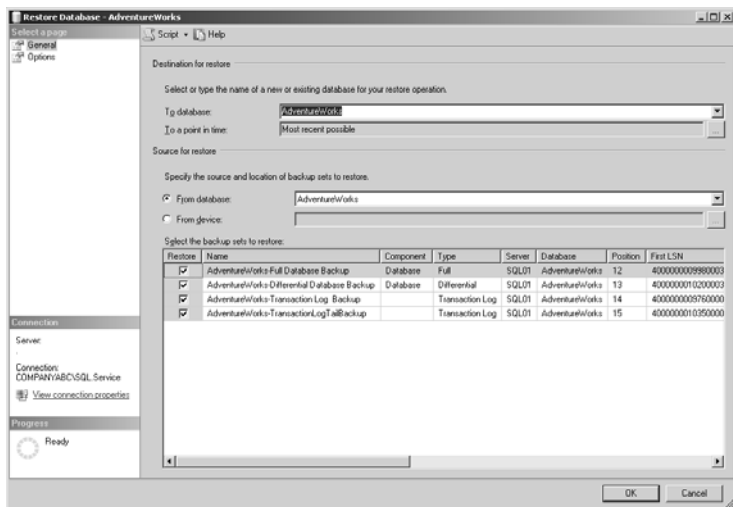 Restore Database - AdventureWorks
Select a page
General
Options
Script Help
Destination for restore
Select or type the name of a new or existing database for your restore operation.
To database: AdventureWorks
To a point in time: Most recent possible ...
Source for restore
Specify the source and location of backup sets to restore.
From database: AdventureWorks
From device: ...
Select the backup sets to restore:
Restore Name Component Type Server Database Position First LSN
AdventureWorks-Full Database Backup Database Full SQL01 AdventureWorks 12 4000000009980003
AdventureWorks-Differential Database Backup Database Differential SQL01 AdventureWorks 13 4000000010200003
AdventureWorks-Transaction Log Backup Transaction Log SQL01 AdventureWorks 14 4000000009760000
AdventureWorks-TransactionLogTailBackup Transaction Log SQL01 AdventureWorks 15 4000000010350000
Connection
Server:
.
Connection:
COMPANYABC\SQL.Service
View connection properties
Progress
Ready
OK Cancel